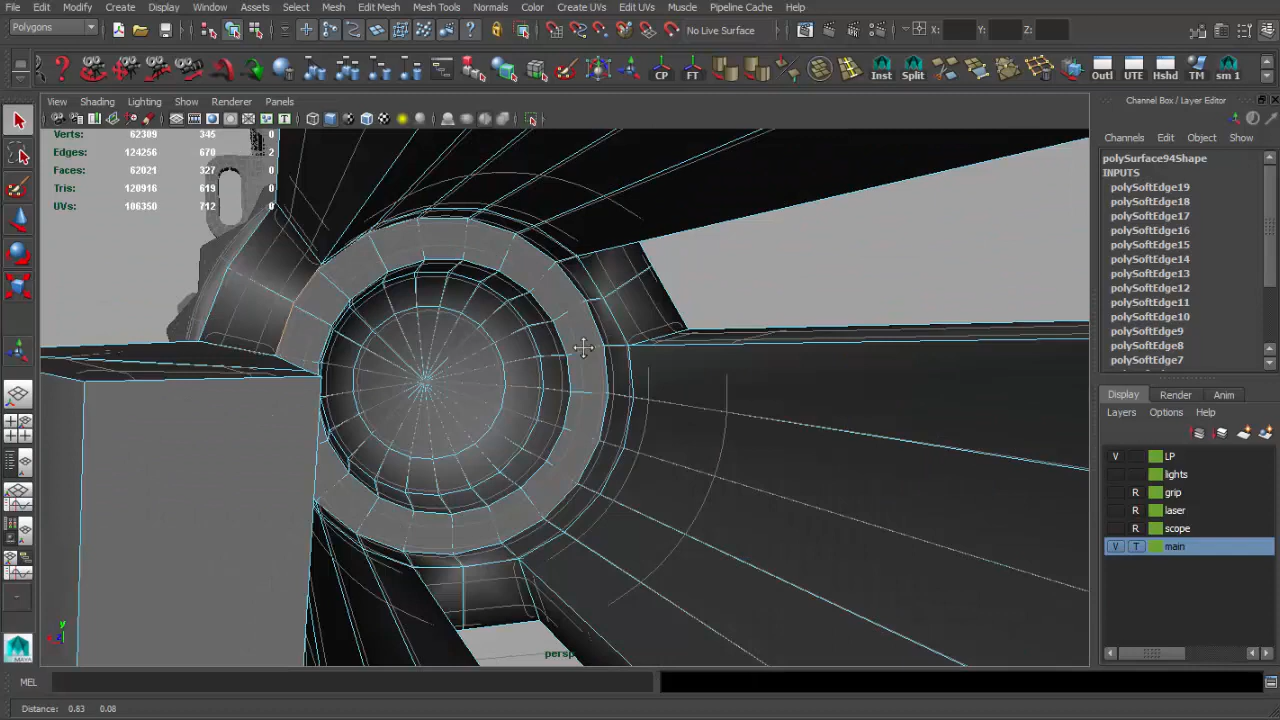 File Edit Modify Create Display Window Assets Select Mesh Edit Mesh Mesh Tools Normals Color Create UVs Edit UVs Muscle Pipeline Cache Help
Polygons No Live Surface X: Y: Z:
CP FT Inst Split Outl UTE Hshd TM sm 1
View Shading Lighting Show Renderer Panels
Channel Box / Layer Editor
Verts: 62309 345 0
Edges: 124256 670 2
Faces: 62021 327 0
Tris: 120916 619 0
UVs: 106350 712 0
Channels Edit Object Show
polySurface94Shape
INPUTS
polySoftEdge19
polySoftEdge18
polySoftEdge17
polySoftEdge16
polySoftEdge15
polySoftEdge14
polySoftEdge13
polySoftEdge12
polySoftEdge11
polySoftEdge10
polySoftEdge9
polySoftEdge8
polySoftEdge7
Display Render Anim
Layers Options Help
V LP
lights
R grip
R laser
R scope
V T main
y
persp
MAYA
MEL
Distance: 0.83 0.08